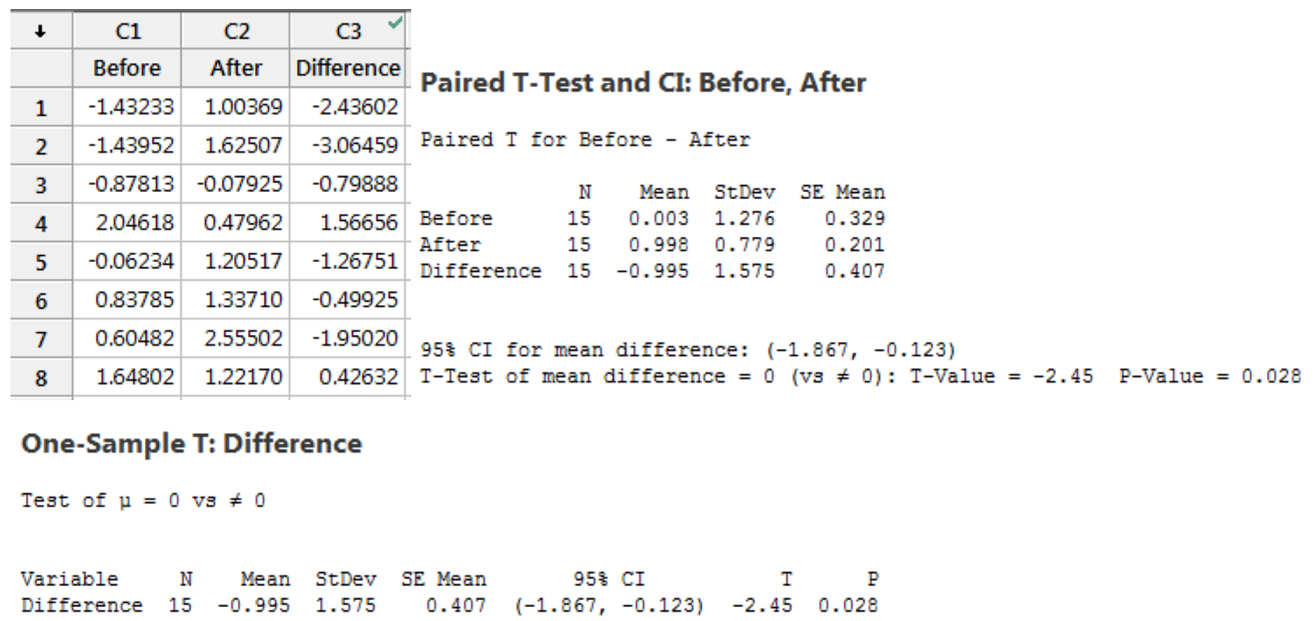 ↓ C1 C2 C3
Before After Difference
1 -1.43233 1.00369 -2.43602
2 -1.43952 1.62507 -3.06459
3 -0.87813 -0.07925 -0.79888
4 2.04618 0.47962 1.56656
5 -0.06234 1.20517 -1.26751
6 0.83785 1.33710 -0.49925
7 0.60482 2.55502 -1.95020
8 1.64802 1.22170 0.42632
Paired T-Test and CI: Before, After
Paired T for Before - After
N Mean StDev SE Mean
Before 15 0.003 1.276 0.329
After 15 0.998 0.779 0.201
Difference 15 -0.995 1.575 0.407
95% CI for mean difference: (-1.867, -0.123)
T-Test of mean difference = 0 (vs ≠ 0): T-Value = -2.45 P-Value = 0.028
One-Sample T: Difference
Test of μ = 0 vs ≠ 0
Variable N Mean StDev SE Mean 95% CI T P
Difference 15 -0.995 1.575 0.407 (-1.867, -0.123) -2.45 0.028